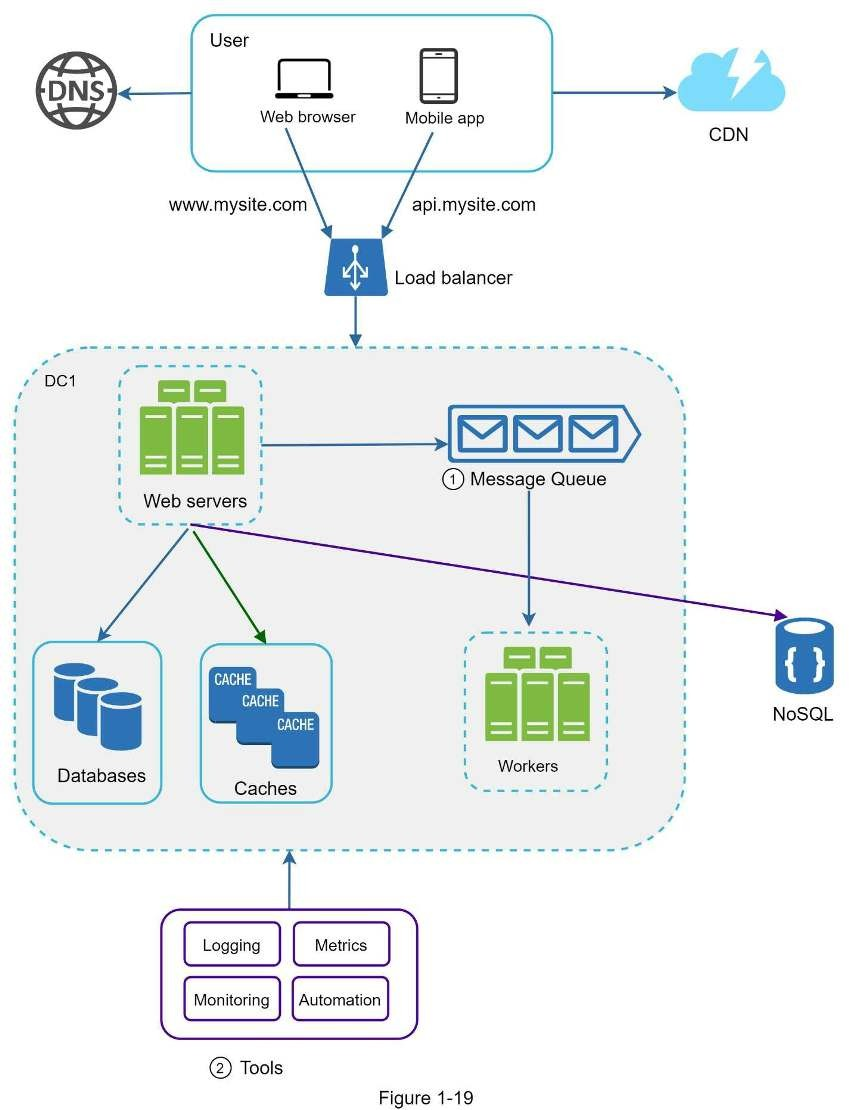 User
DNS
Web browser
Mobile app
CDN
www.mysite.com
api.mysite.com
Load balancer
DC1
Web servers
1 Message Queue
CACHE
CACHE
CACHE
Databases
Caches
Workers
{ }
NoSQL
Logging
Metrics
Monitoring
Automation
2 Tools
Figure 1-19